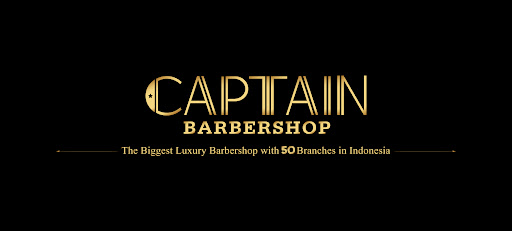 CAPTAIN
BARBERSHOP
The Biggest Luxury Barbershop with 50 Branches in Indonesia